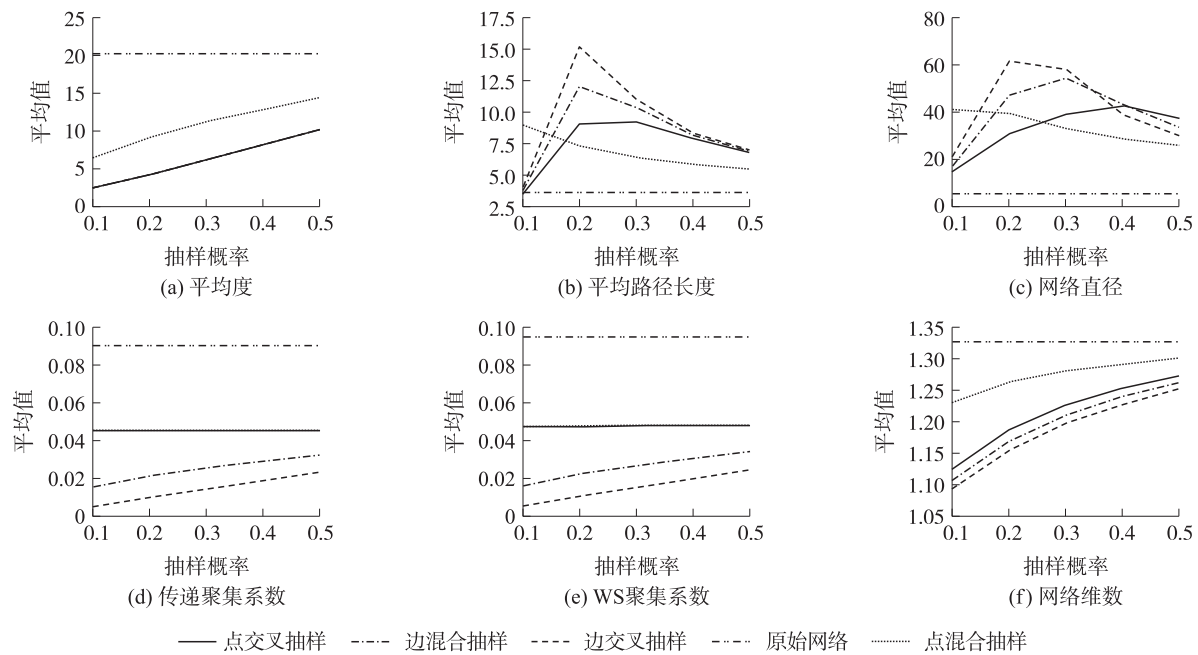 25
20
15
10
5
0
平均值
0.1 0.2 0.3 0.4 0.5
抽样概率
(a) 平均度
17.5
15.0
12.5
10.0
7.5
5.0
2.5
平均值
0.1 0.2 0.3 0.4 0.5
抽样概率
(b) 平均路径长度
80
60
40
20
0
平均值
0.1 0.2 0.3 0.4 0.5
抽样概率
(c) 网络直径
0.10
0.08
0.06
0.04
0.02
0
平均值
0.1 0.2 0.3 0.4 0.5
抽样概率
(d) 传递聚集系数
0.10
0.08
0.06
0.04
0.02
0
平均值
0.1 0.2 0.3 0.4 0.5
抽样概率
(e) WS聚集系数
1.35
1.30
1.25
1.20
1.15
1.10
1.05
平均值
0.1 0.2 0.3 0.4 0.5
抽样概率
(f) 网络维数
点交叉抽样 边混合抽样 边交叉抽样 原始网络 点混合抽样